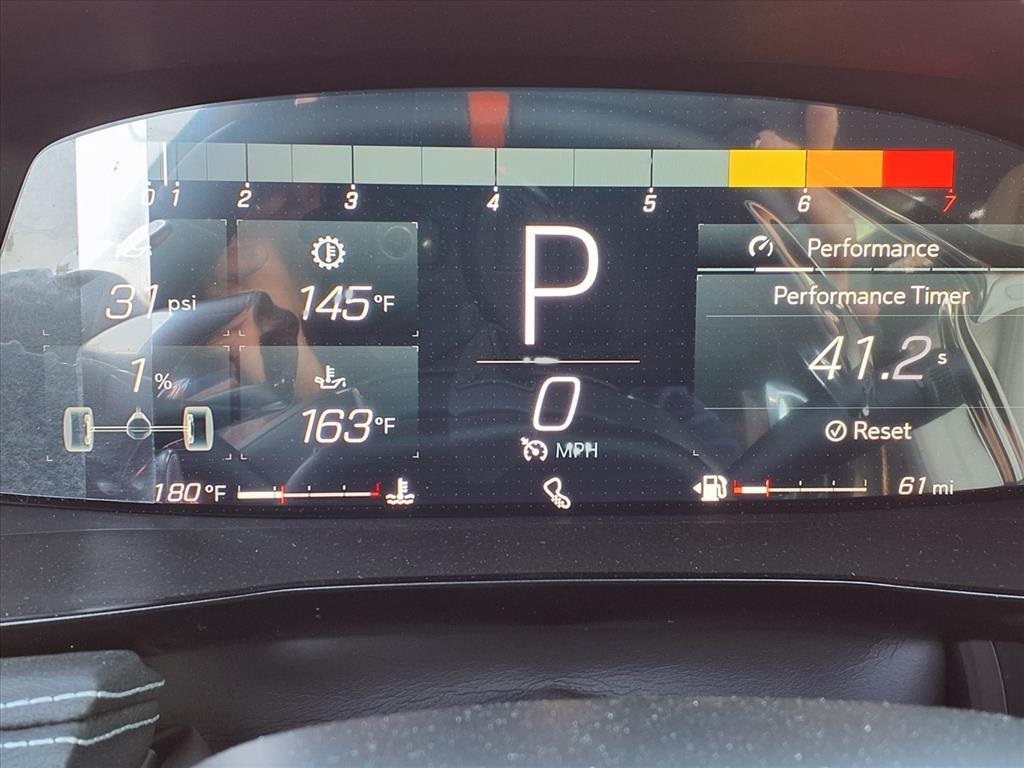 0 1 2 3 4 5 6 7
31 psi
145°F
1 %
163°F
P
0
MPH
Performance
Performance Timer
41.2 s
Reset
180 °F
61 mi